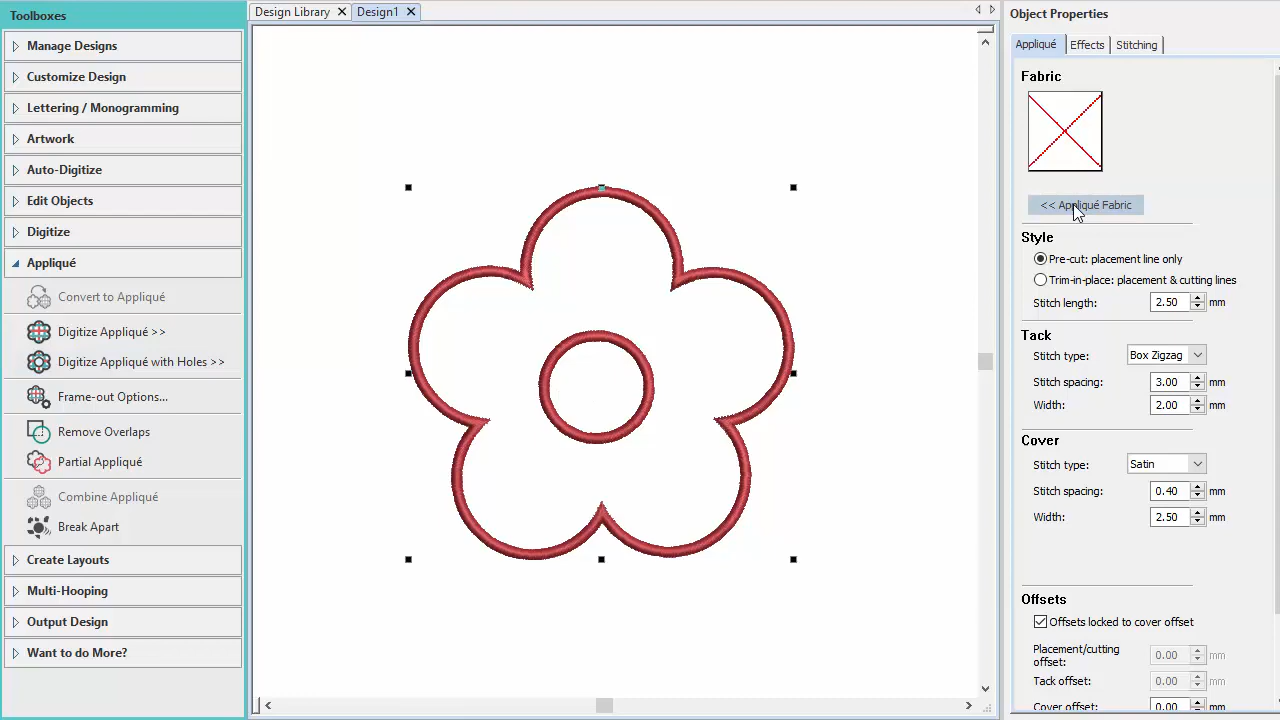 Toolboxes
Manage Designs
Customize Design
Lettering / Monogramming
Artwork
Auto-Digitize
Edit Objects
Digitize
Appliqué
Convert to Appliqué
Digitize Appliqué >>
Digitize Appliqué with Holes >>
Frame-out Options...
Remove Overlaps
Partial Appliqué
Combine Appliqué
Break Apart
Create Layouts
Multi-Hooping
Output Design
Want to do More?
Design Library
Design1
Object Properties
Appliqué Effects Stitching
Fabric
<< Appliqué Fabric
Style
Pre-cut: placement line only
Trim-in-place: placement & cutting lines
Stitch length: 2.50 mm
Tack
Stitch type: Box Zigzag
Stitch spacing: 3.00 mm
Width: 2.00 mm
Cover
Stitch type: Satin
Stitch spacing: 0.40 mm
Width: 2.50 mm
Offsets
Offsets locked to cover offset
Placement/cutting
offset: 0.00 mm
Tack offset: 0.00 mm
Cover offset: 0.00 mm